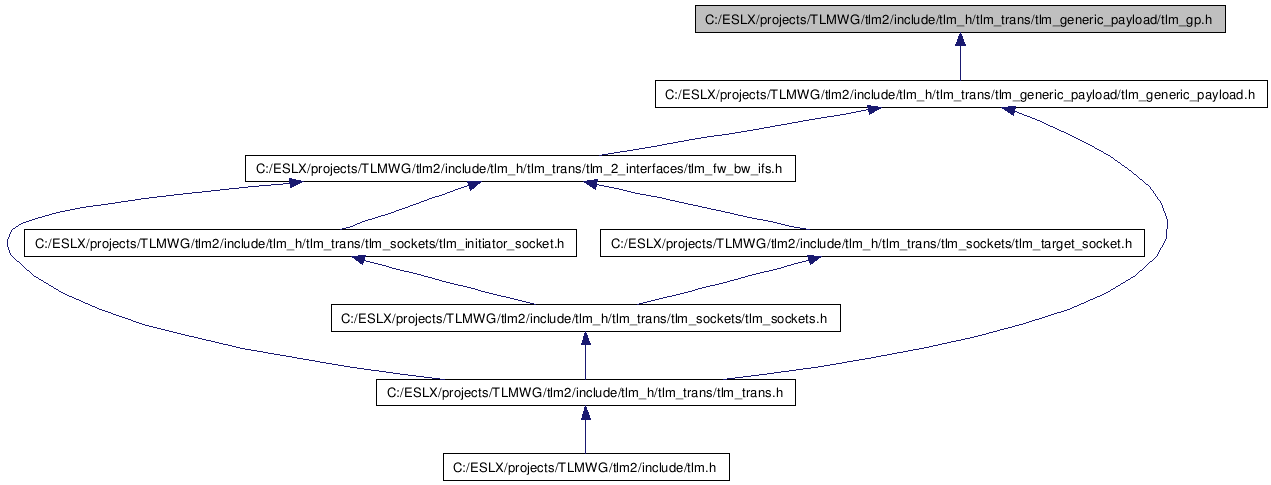 C:/ESLX/projects/TLMWG/tlm2/include/tlm_h/tlm_trans/tlm_generic_payload/tlm_gp.h
C:/ESLX/projects/TLMWG/tlm2/include/tlm_h/tlm_trans/tlm_generic_payload/tlm_generic_payload.h
C:/ESLX/projects/TLMWG/tlm2/include/tlm_h/tlm_trans/tlm_2_interfaces/tlm_fw_bw_ifs.h
C:/ESLX/projects/TLMWG/tlm2/include/tlm_h/tlm_trans/tlm_sockets/tlm_initiator_socket.h
C:/ESLX/projects/TLMWG/tlm2/include/tlm_h/tlm_trans/tlm_sockets/tlm_target_socket.h
C:/ESLX/projects/TLMWG/tlm2/include/tlm_h/tlm_trans/tlm_sockets/tlm_sockets.h
C:/ESLX/projects/TLMWG/tlm2/include/tlm_h/tlm_trans/tlm_trans.h
C:/ESLX/projects/TLMWG/tlm2/include/tlm.h